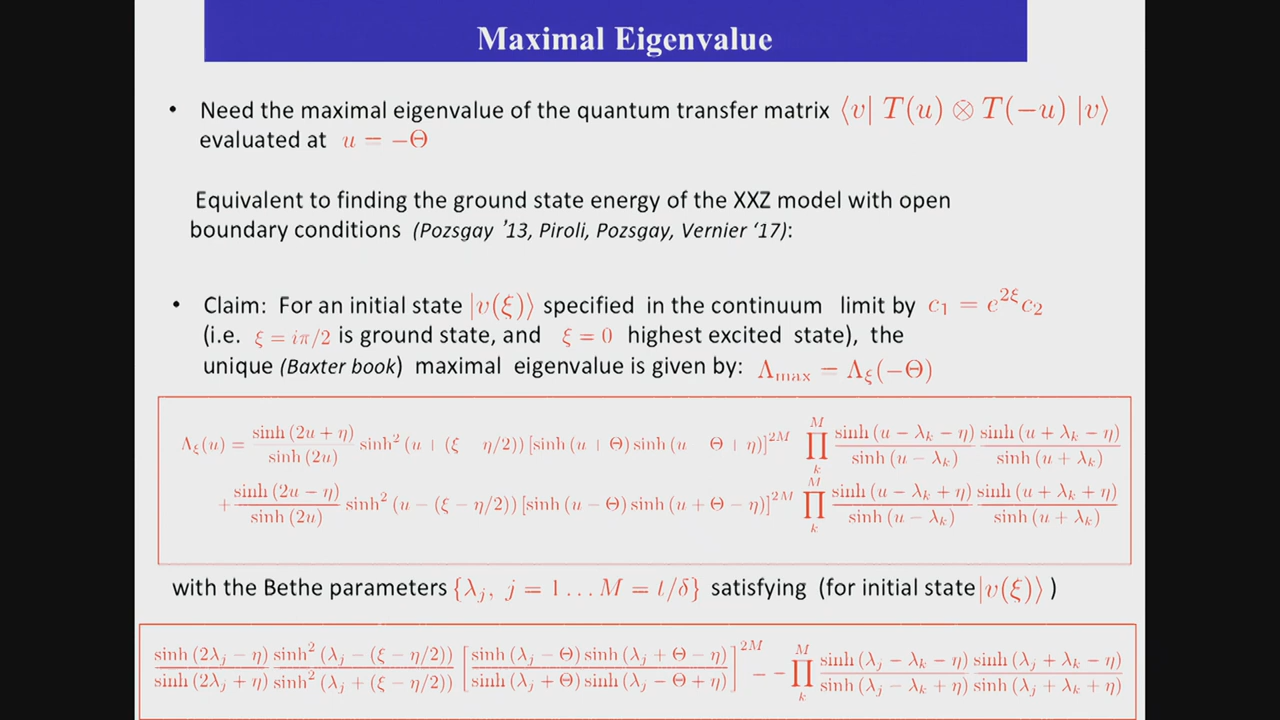 Maximal Eigenvalue
• Need the maximal eigenvalue of the quantum transfer matrix ⟨v| T(u) ⊗ T(−u) |v⟩
evaluated at u = −Θ
Equivalent to finding the ground state energy of the XXZ model with open
boundary conditions (Pozsgay '13, Piroli, Pozsgay, Vernier '17):
• Claim: For an initial state |v(ξ)⟩ specified in the continuum limit by c₁ = e^{2ξ}c₂
(i.e. ξ = iπ/2 is ground state, and ξ = 0 highest excited state), the
unique (Baxter book) maximal eigenvalue is given by: Λ_max = Λ_ξ(−Θ)
Λ_ξ(u) = sinh (2u + η)/sinh (2u) sinh² (u + (ξ η/2)) [sinh (u + Θ) sinh (u Θ + η)]^{2M} ∏_k^M sinh (u − λ_k − η)/sinh (u − λ_k) sinh (u + λ_k − η)/sinh (u + λ_k)
+ sinh (2u − η)/sinh (2u) sinh² (u − (ξ − η/2)) [sinh (u − Θ) sinh (u + Θ − η)]^{2M} ∏_k^M sinh (u − λ_k + η)/sinh (u − λ_k) sinh (u + λ_k + η)/sinh (u + λ_k)
with the Bethe parameters {λ_j, j = 1 … M = t/δ} satisfying (for initial state |v(ξ)⟩ )
sinh (2λ_j − η)/sinh (2λ_j + η) sinh² (λ_j − (ξ − η/2))/sinh² (λ_j + (ξ − η/2)) [sinh (λ_j − Θ) sinh (λ_j + Θ − η)/sinh (λ_j + Θ) sinh (λ_j − Θ + η)]^{2M} − − ∏_k^M sinh (λ_j − λ_k − η)/sinh (λ_j − λ_k + η) sinh (λ_j + λ_k − η)/sinh (λ_j + λ_k + η)